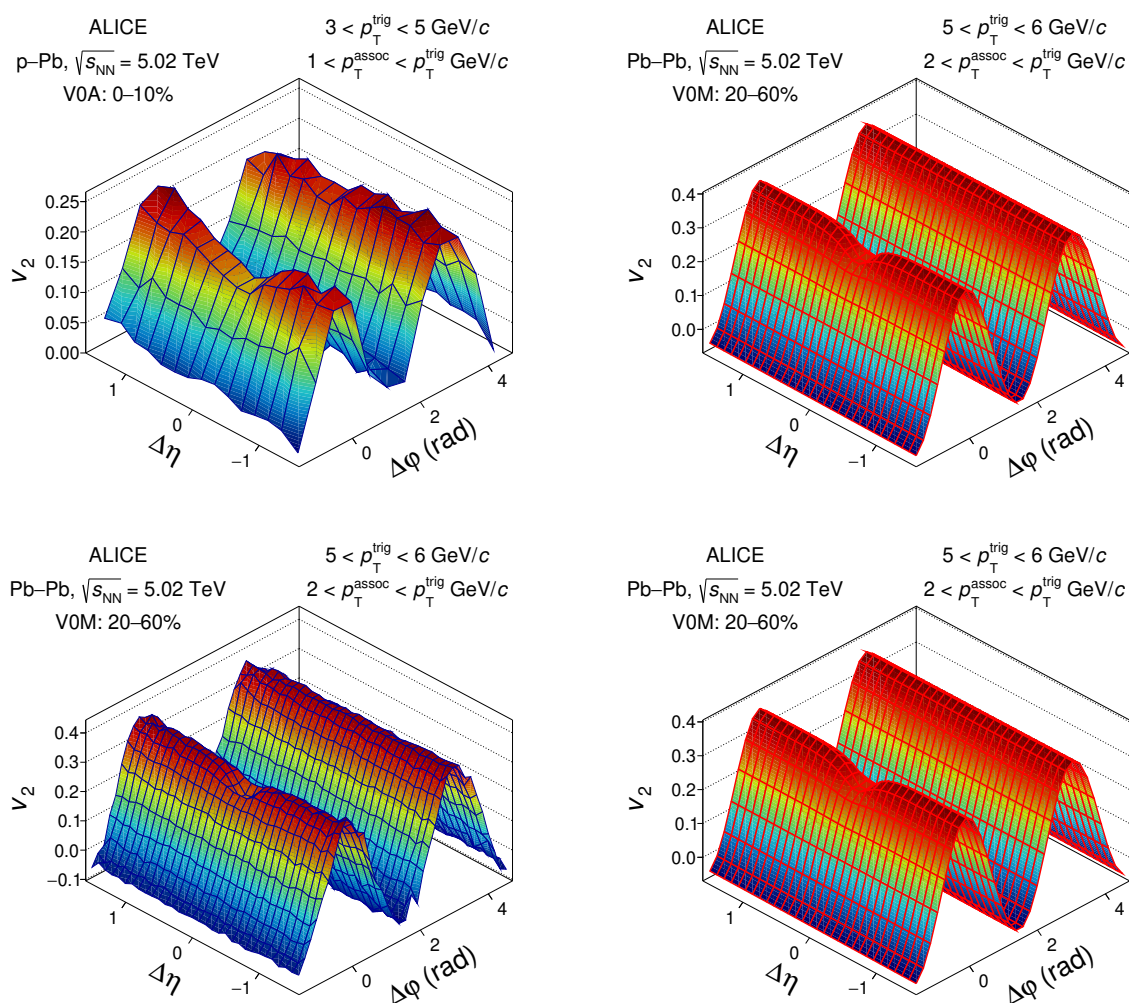 ALICE
3 < p_T^trig < 5 GeV/c
p–Pb, √s_NN = 5.02 TeV
1 < p_T^assoc < p_T^trig GeV/c
V0A: 0–10%
0.25
0.20
0.15
0.10
0.05
0.00
v_2
1
0
−1
Δη
0
2
4
Δφ (rad)
ALICE
5 < p_T^trig < 6 GeV/c
Pb–Pb, √s_NN = 5.02 TeV
2 < p_T^assoc < p_T^trig GeV/c
V0M: 20–60%
0.4
0.3
0.2
0.1
0.0
v_2
1
0
−1
Δη
0
2
4
Δφ (rad)
ALICE
5 < p_T^trig < 6 GeV/c
Pb–Pb, √s_NN = 5.02 TeV
2 < p_T^assoc < p_T^trig GeV/c
V0M: 20–60%
0.4
0.3
0.2
0.1
0.0
−0.1
v_2
1
0
−1
Δη
0
2
4
Δφ (rad)
ALICE
5 < p_T^trig < 6 GeV/c
Pb–Pb, √s_NN = 5.02 TeV
2 < p_T^assoc < p_T^trig GeV/c
V0M: 20–60%
0.4
0.3
0.2
0.1
0.0
v_2
1
0
−1
Δη
0
2
4
Δφ (rad)